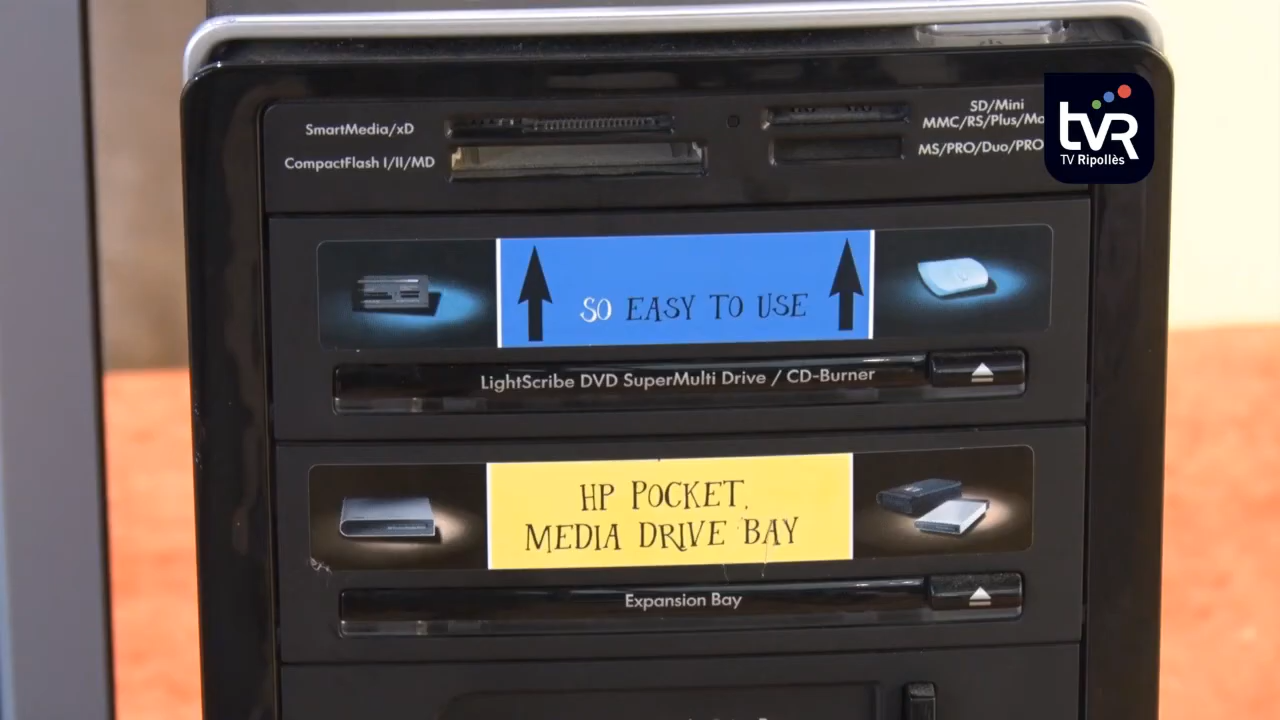 SmartMedia/xD
CompactFlash I/II/MD
SD/Mini
MMC/RS/Plus/Mo
MS/PRO/Duo/PRO
tvR
TV Ripollès
SO EASY TO USE
LightScribe DVD SuperMulti Drive / CD-Burner
HP POCKET
MEDIA DRIVE BAY
Expansion Bay